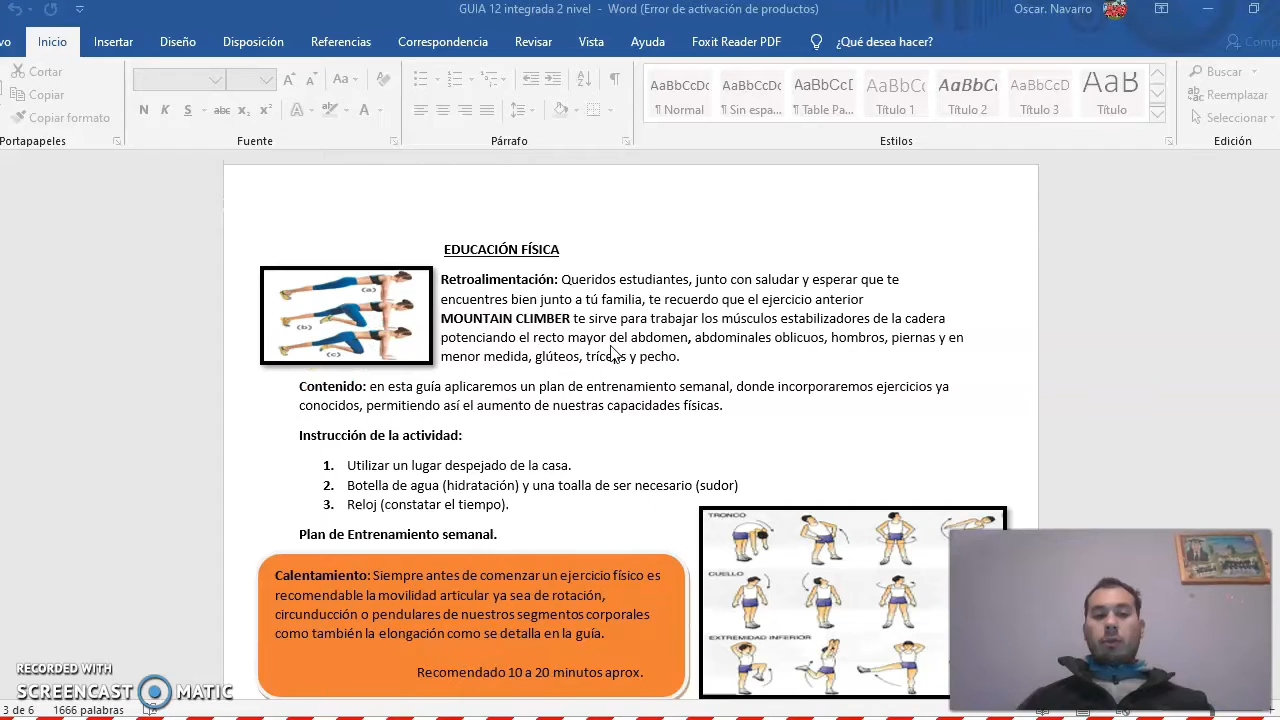 GUIA 12 integrada 2 nivel - Word (Error de activación de productos)
Oscar. Navarro
vo Inicio Insertar Diseño Disposición Referencias Correspondencia Revisar Vista Ayuda Foxit Reader PDF ¿Qué desea hacer? Comp
Cortar
Copiar
Copiar formato
Portapapeles
Aa
N K S abc x₂ x² A A
Fuente
Párrafo
AaBbCcDc AaBbCcDc AaBbCcD AaBbCc AaBbCc AaBbCcD AaB
¶ Normal ¶ Sin espa... ¶ Table Pa... Título 1 Título 2 Título 3 Título
Estilos
Buscar
Reemplazar
Seleccionar
Edición
EDUCACIÓN FÍSICA
(a)
(b)
(c)
Retroalimentación: Queridos estudiantes, junto con saludar y esperar que te
encuentres bien junto a tú familia, te recuerdo que el ejercicio anterior
MOUNTAIN CLIMBER te sirve para trabajar los músculos estabilizadores de la cadera
potenciando el recto mayor del abdomen, abdominales oblicuos, hombros, piernas y en
menor medida, glúteos, tríceps y pecho.
Contenido: en esta guía aplicaremos un plan de entrenamiento semanal, donde incorporaremos ejercicios ya
conocidos, permitiendo así el aumento de nuestras capacidades físicas.
Instrucción de la actividad:
1. Utilizar un lugar despejado de la casa.
2. Botella de agua (hidratación) y una toalla de ser necesario (sudor)
3. Reloj (constatar el tiempo).
Plan de Entrenamiento semanal.
Calentamiento: Siempre antes de comenzar un ejercicio físico es
recomendable la movilidad articular ya sea de rotación,
circunducción o pendulares de nuestros segmentos corporales
como también la elongación como se detalla en la guía.
Recomendado 10 a 20 minutos aprox.
TRONCO
CUELLO
EXTREMIDAD INFERIOR
RECORDED WITH
SCREENCAST MATIC
3 de 6 1666 palabras